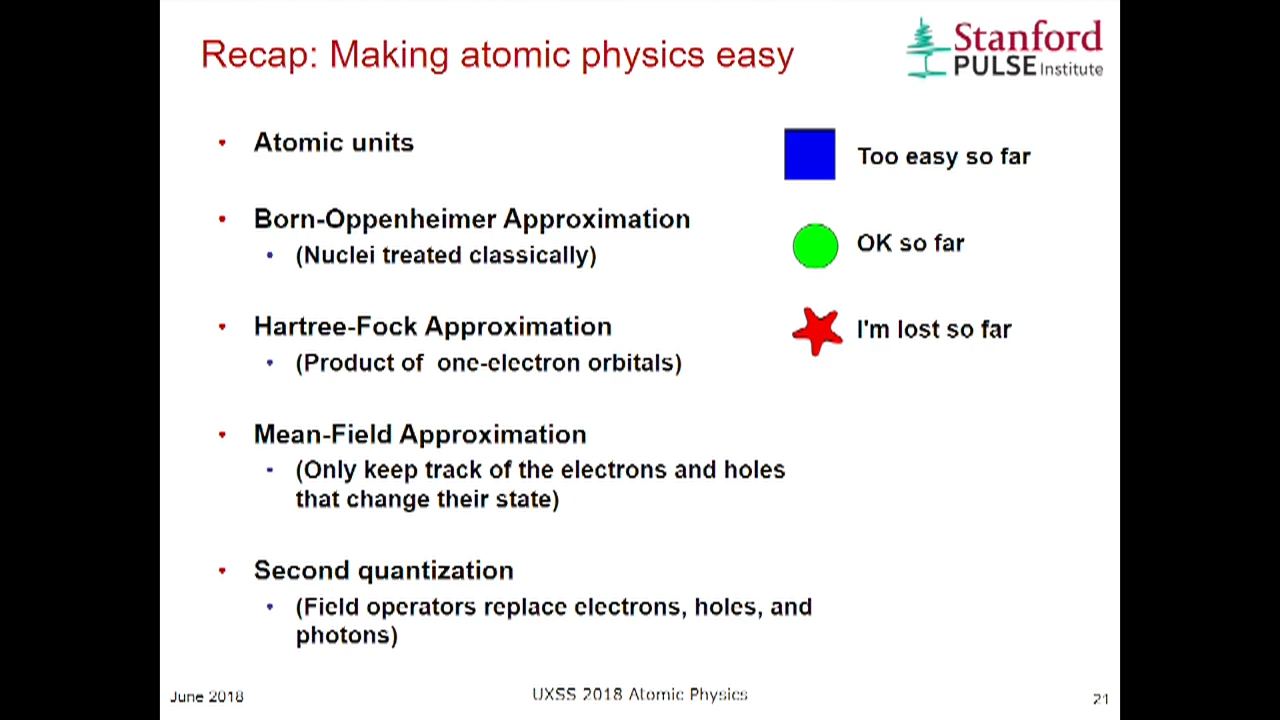 Recap: Making atomic physics easy
Stanford
PULSE Institute
Atomic units
Born-Oppenheimer Approximation
(Nuclei treated classically)
Hartree-Fock Approximation
(Product of one-electron orbitals)
Mean-Field Approximation
(Only keep track of the electrons and holes
that change their state)
Second quantization
(Field operators replace electrons, holes, and
photons)
Too easy so far
OK so far
I'm lost so far
June 2018
UXSS 2018 Atomic Physics
21